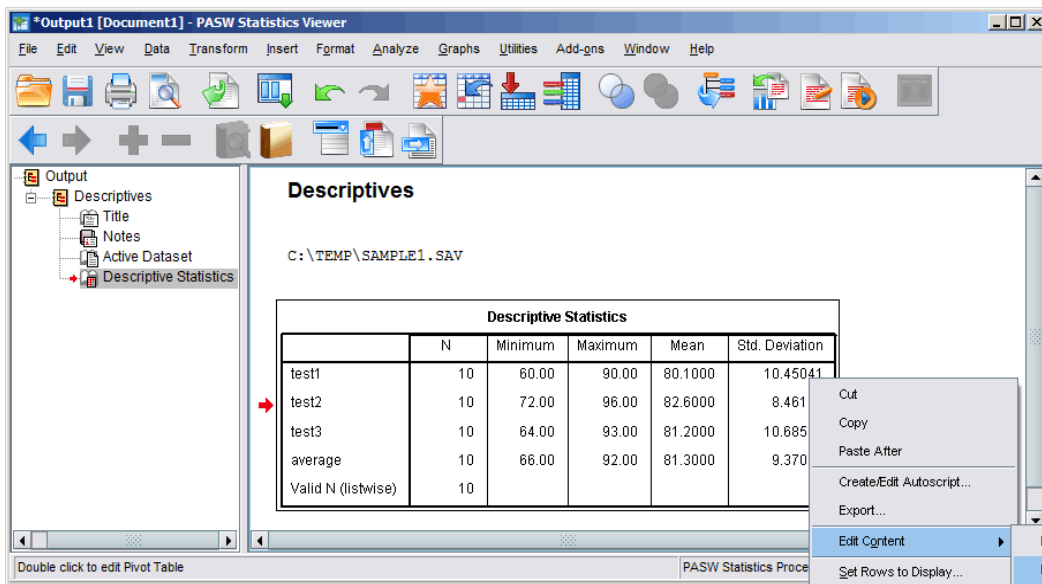 *Output1 [Document1] - PASW Statistics Viewer
File Edit View Data Transform Insert Format Analyze Graphs Utilities Add-ons Window Help
Output
Descriptives
Title
Notes
Active Dataset
Descriptive Statistics
Descriptives
C:\TEMP\SAMPLE1.SAV
Descriptive Statistics
N Minimum Maximum Mean Std. Deviation
test1 10 60.00 90.00 80.1000 10.45041
test2 10 72.00 96.00 82.6000 8.461
test3 10 64.00 93.00 81.2000 10.685
average 10 66.00 92.00 81.3000 9.370
Valid N (listwise) 10
Cut
Copy
Paste After
Create/Edit Autoscript...
Export...
Edit Content
Set Rows to Display...
Double click to edit Pivot Table
PASW Statistics Proce